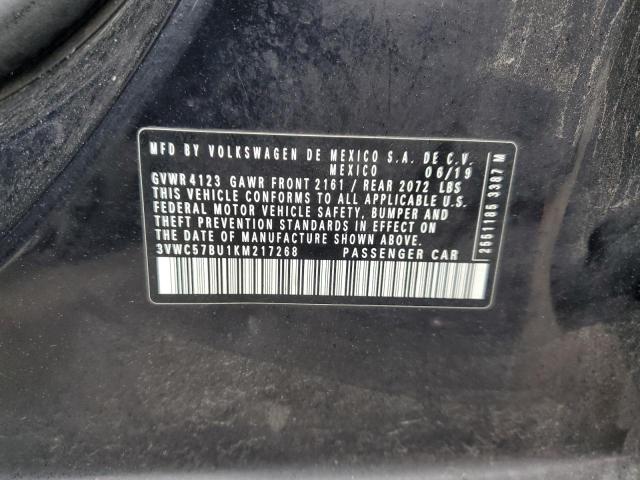 MFD BY VOLKSWAGEN DE MEXICO S.A. DE C.V.
MEXICO 06/19
GVWR 4123 GAWR FRONT 2161 / REAR 2072 LBS
THIS VEHICLE CONFORMS TO ALL APPLICABLE U.S.
FEDERAL MOTOR VEHICLE SAFETY, BUMPER, AND
THEFT PREVENTION STANDARDS IN EFFECT ON
THE DATE OF MANUFACTURE SHOWN ABOVE.
3VWC57BU1KM217268 PASSENGER CAR
2551186 3387 M